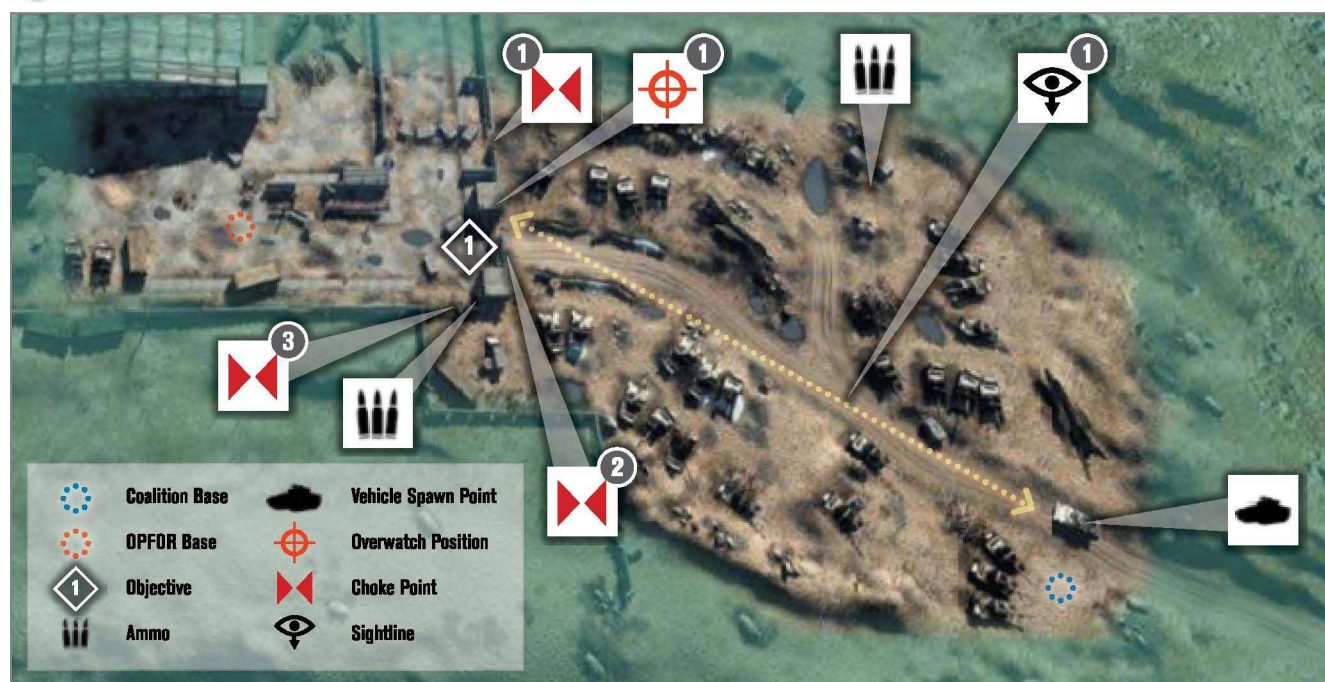 1
1
1
1
3
2
Coalition Base
Vehicle Spawn Point
OPFOR Base
Overwatch Position
1
Objective
Choke Point
Ammo
Sightline